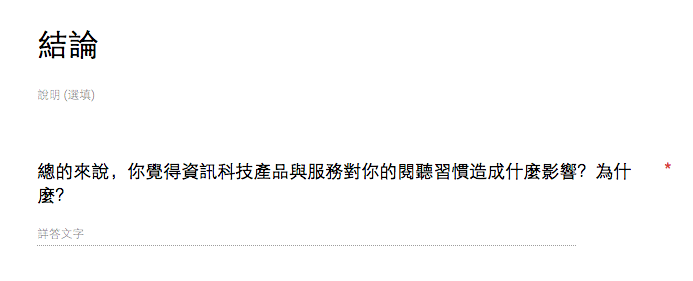 結論
說明 (選填)
總的來說，你覺得資訊科技產品與服務對你的閱聽習慣造成什麼影響？為什 *
麼？
詳答文字